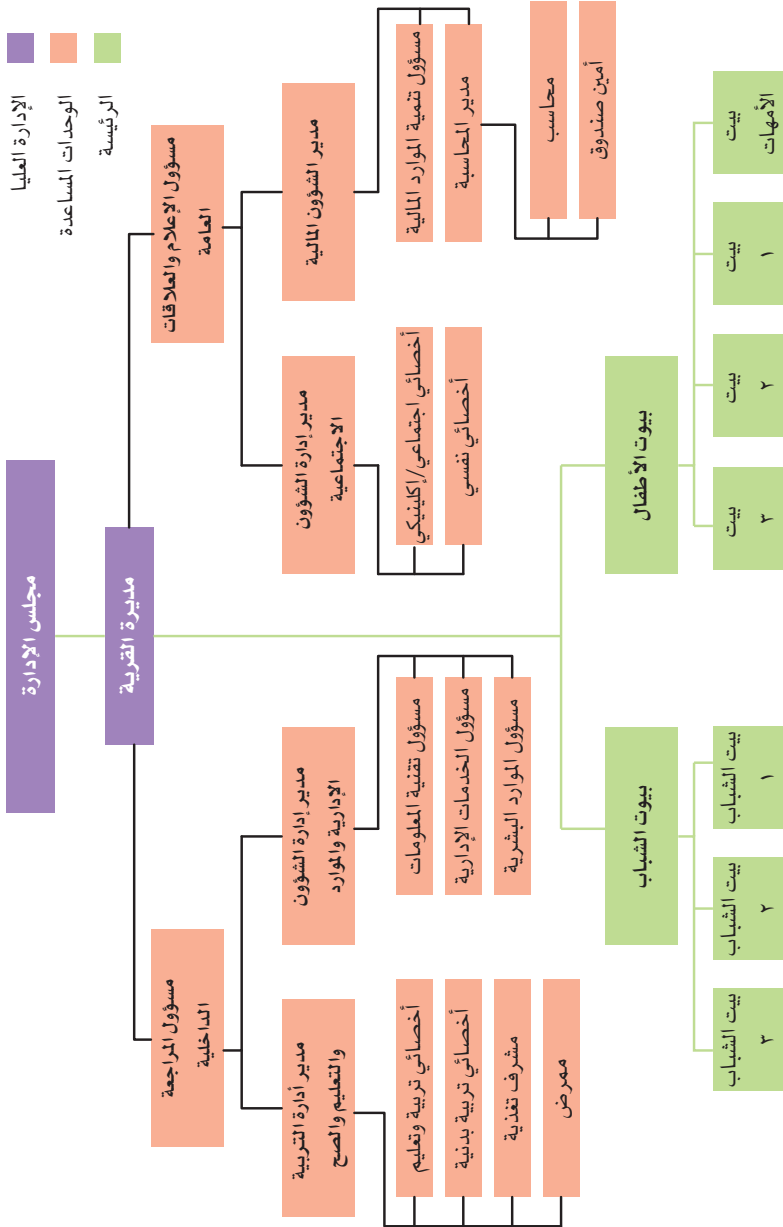 مجلس الإدارة
مديرة القرية
الإدارة العليا
الوحدات المساعدة
الرئيسة
مسؤول الإعلام والعلاقات
العامة
مسؤول المراجعة
الداخلية
مدير الشؤون المالية
مدير إدارة الشؤون
الاجتماعية
مدير إدارة الشؤون
الإدارية والموارد
مدير أدارة التربية
والتعليم والصح
مسؤول تنمية الموارد المالية
مدير المحاسبة
محاسب
أمين صندوق
أخصائي اجتماعي/إكلينيكي
أخصائي نفسي
مسؤول تقنية المعلومات
مسؤول الخدمات الإدارية
مسؤول الموارد البشرية
أخصائي تربية وتعليم
أخصائي تربية بدنية
مشرف تغذية
ممرض
بيوت الأطفال
بيوت الشباب
بيت
الأمهات
بيت
١
بيت
٢
بيت
٣
بيت الشباب
١
بيت الشباب
٢
بيت الشباب
٣